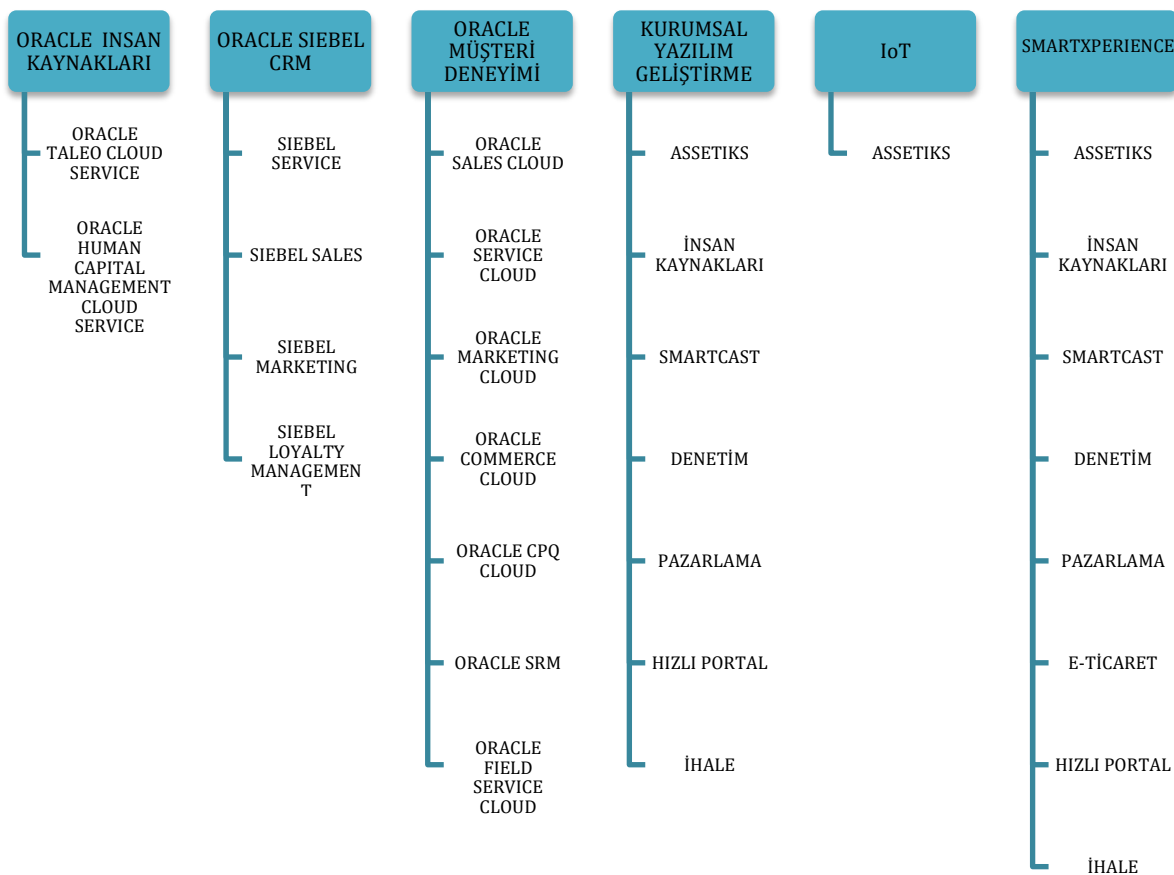 ORACLE INSAN
KAYNAKLARI
ORACLE
TALEO CLOUD
SERVICE
ORACLE
HUMAN
CAPITAL
MANAGEMENT
CLOUD
SERVICE
ORACLE SIEBEL
CRM
SIEBEL
SERVICE
SIEBEL SALES
SIEBEL
MARKETING
SIEBEL
LOYALTY
MANAGEMEN
T
ORACLE
MÜŞTERİ
DENEYİMİ
ORACLE
SALES CLOUD
ORACLE
SERVICE
CLOUD
ORACLE
MARKETING
CLOUD
ORACLE
COMMERCE
CLOUD
ORACLE CPQ
CLOUD
ORACLE SRM
ORACLE
FIELD
SERVICE
CLOUD
KURUMSAL
YAZILIM
GELİŞTİRME
ASSETIKS
İNSAN
KAYNAKLARI
SMARTCAST
DENETİM
PAZARLAMA
HIZLI PORTAL
İHALE
IoT
ASSETIKS
SMARTXPERIENCE
ASSETIKS
İNSAN
KAYNAKLARI
SMARTCAST
DENETİM
PAZARLAMA
E-TİCARET
HIZLI PORTAL
İHALE